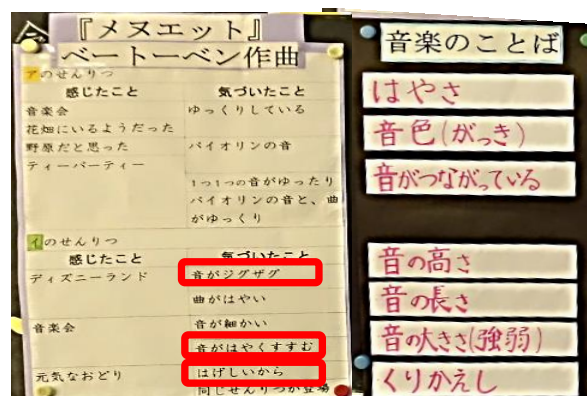 『メヌエット』
ベートーベン作曲
アのせんりつ
感じたこと 気づいたこと
音楽会 ゆっくりしている
花畑にいるようだった
野原だと思った バイオリンの音
ティーパーティー
1つ1つの音がゆったり
バイオリンの音と、曲
がゆっくり
イのせんりつ
感じたこと 気づいたこと
ディズニーランド 音がジグザグ
曲がはやい
音楽会 音が細かい
音がはやくすすむ
元気なおどり はげしいから
同じせんりつが登場
音楽のことば
はやさ
音色(がっき)
音がつながっている
音の高さ
音の長さ
音の大きさ(強弱)
くりかえし